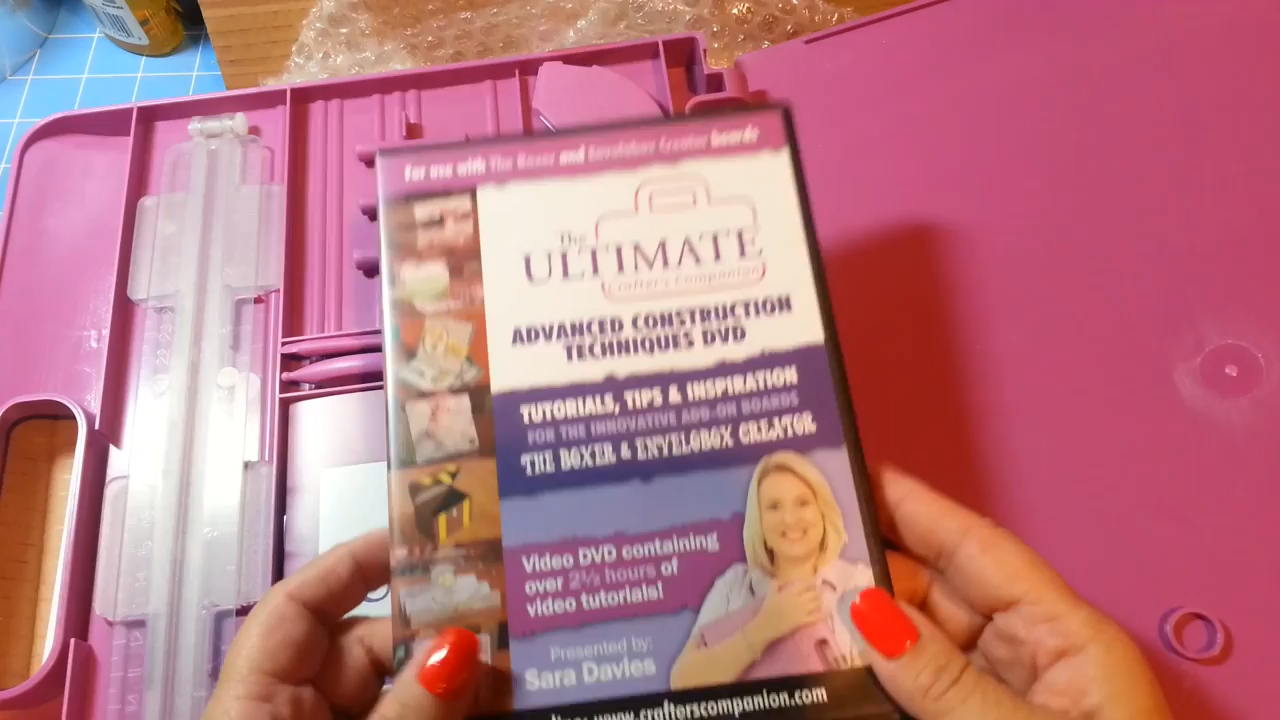 For use with The Boxer and Envelobox Creator boards
The
ULTIMATE
Crafter's Companion
ADVANCED CONSTRUCTION
TECHNIQUES DVD
TUTORIALS, TIPS & INSPIRATION
FOR THE INNOVATIVE ADD-ON BOARDS
THE BOXER & ENVELOBOX CREATOR
Video DVD containing
over 2½ hours of
video tutorials!
Presented by:
Sara Davies
www.crafterscompanion.com